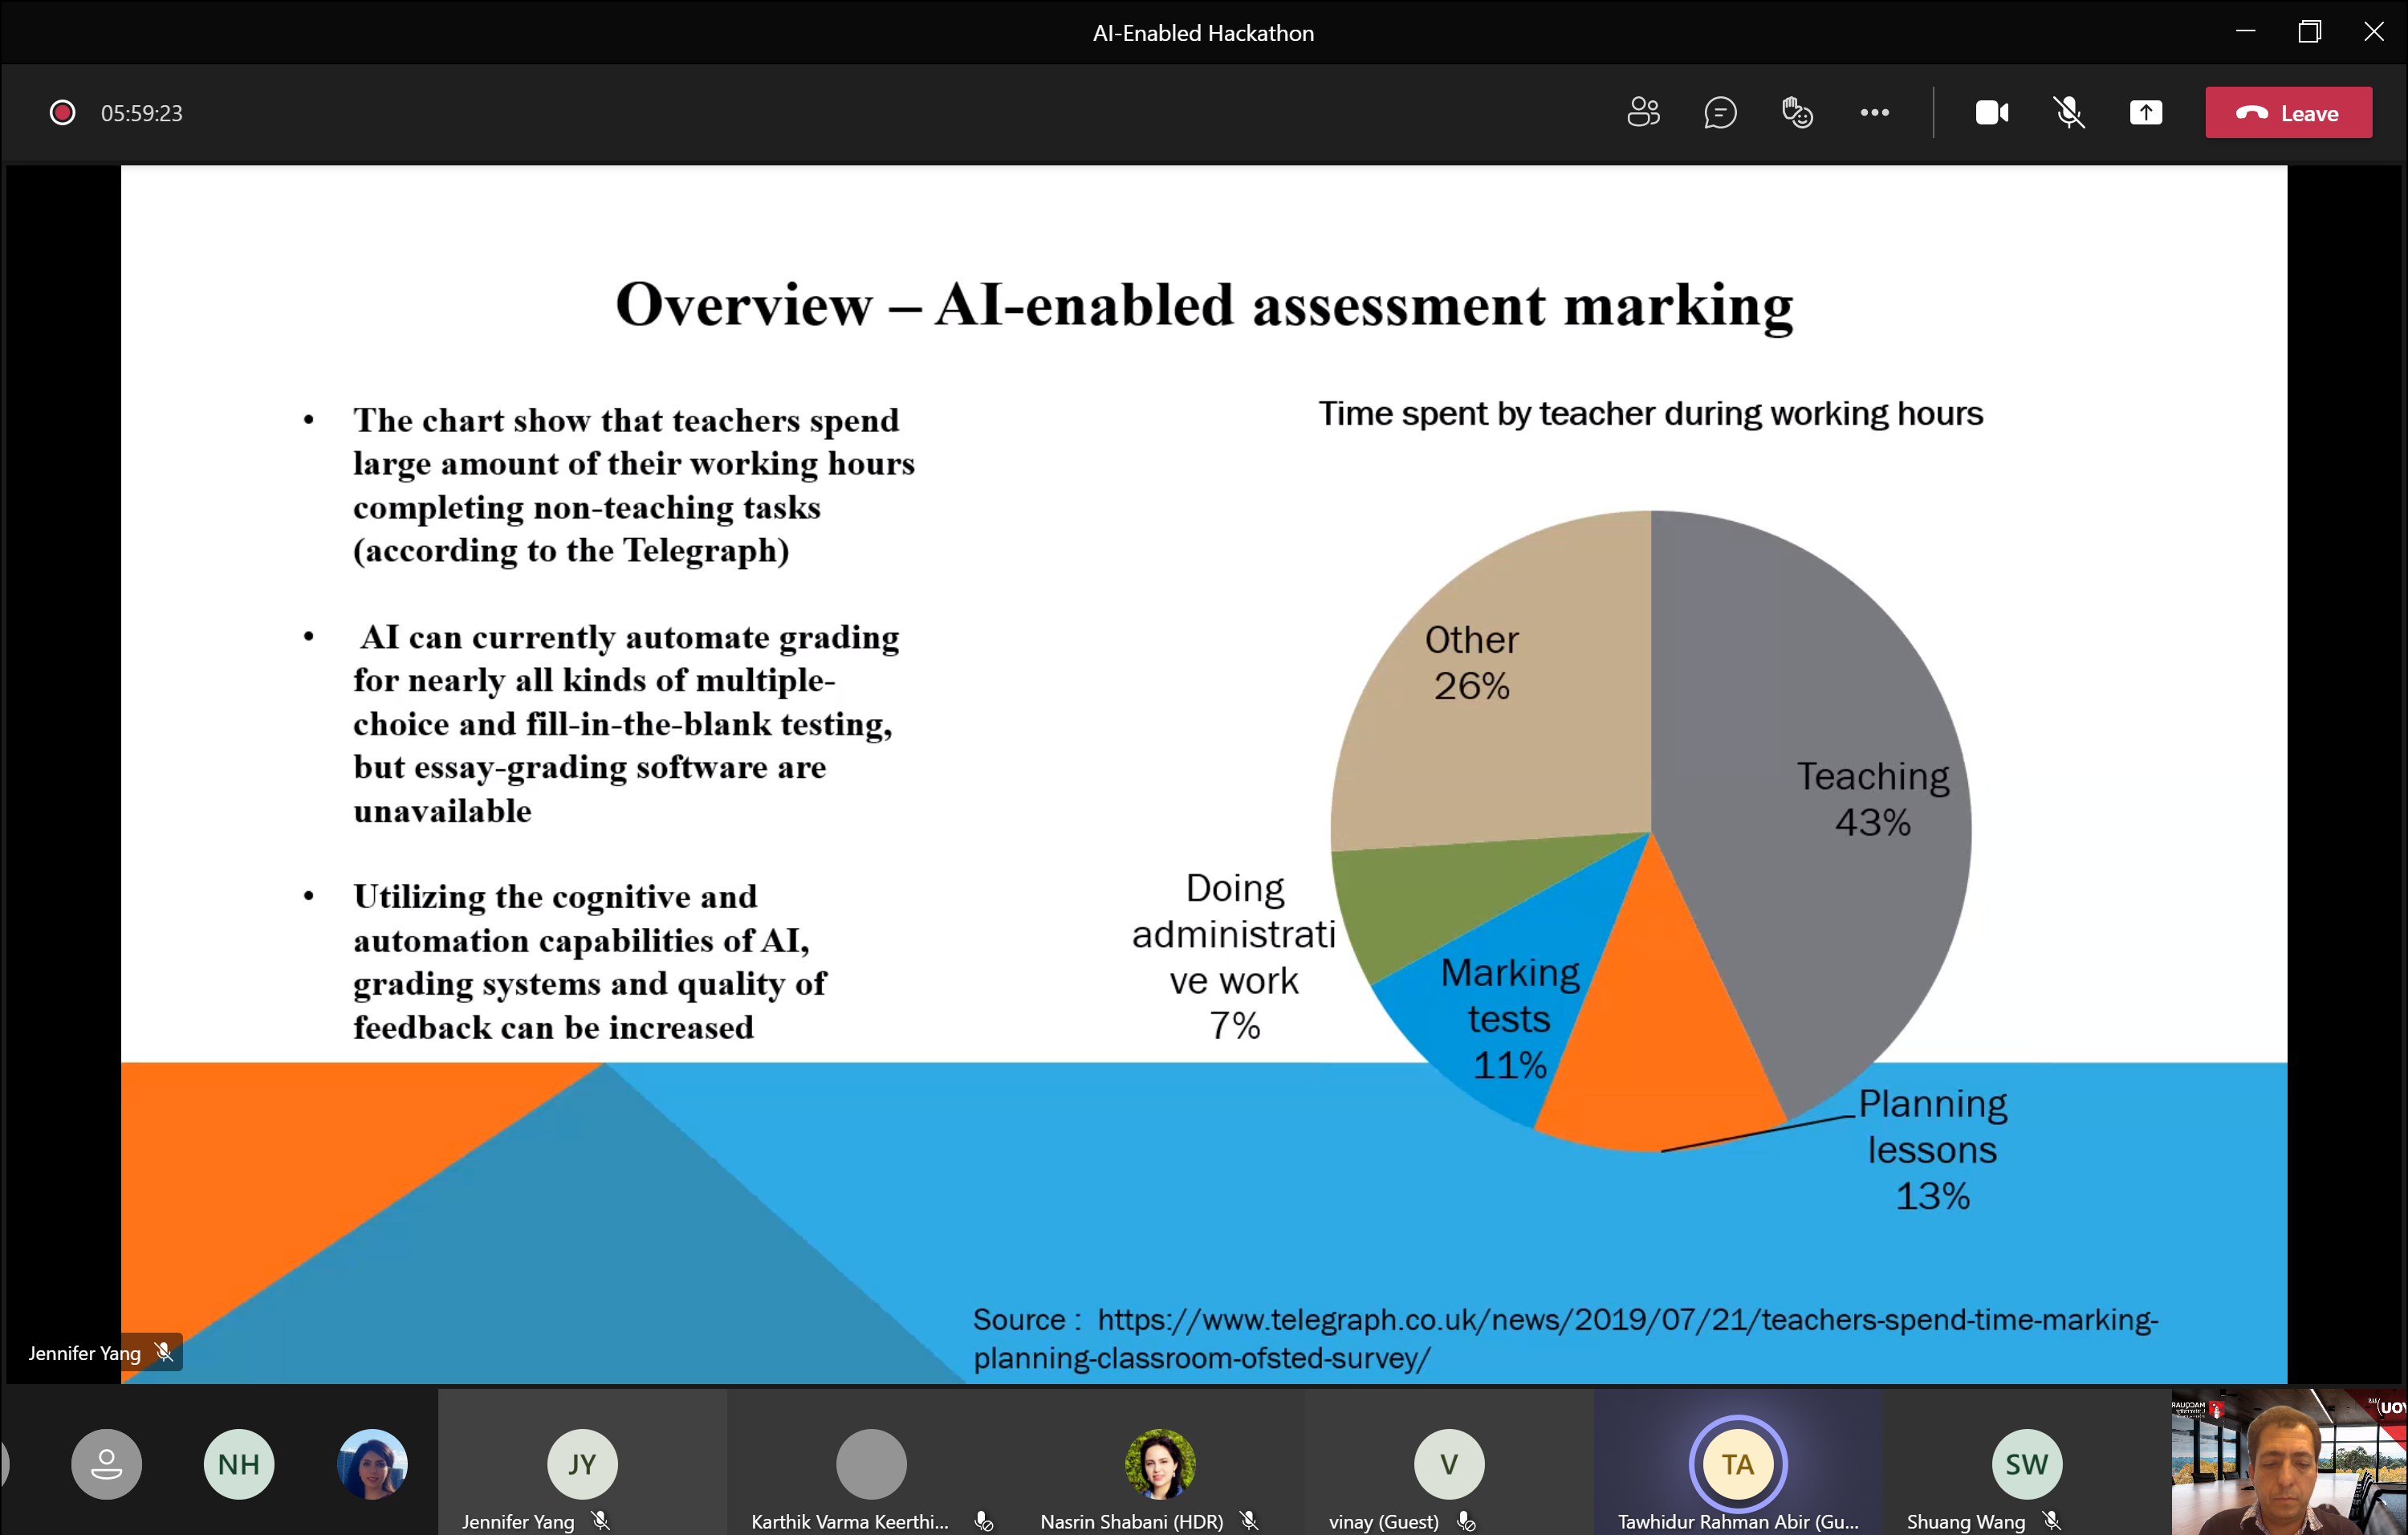 AI-Enabled Hackathon
05:59:23
Leave
Overview – AI-enabled assessment marking
• The chart show that teachers spend
large amount of their working hours
completing non-teaching tasks
(according to the Telegraph)
• AI can currently automate grading
for nearly all kinds of multiple-
choice and fill-in-the-blank testing,
but essay-grading software are
unavailable
• Utilizing the cognitive and
automation capabilities of AI,
grading systems and quality of
feedback can be increased
Time spent by teacher during working hours
Other
26%
Teaching
43%
Doing
administrati
ve work
7%
Marking
tests
11%
Planning
lessons
13%
Source : https://www.telegraph.co.uk/news/2019/07/21/teachers-spend-time-marking-
planning-classroom-ofsted-survey/
Jennifer Yang
NH
JY
V
TA
SW
Jennifer Yang
Karthik Varma Keerthi...
Nasrin Shabani (HDR)
vinay (Guest)
Tawhidur Rahman Abir (Gu...
Shuang Wang